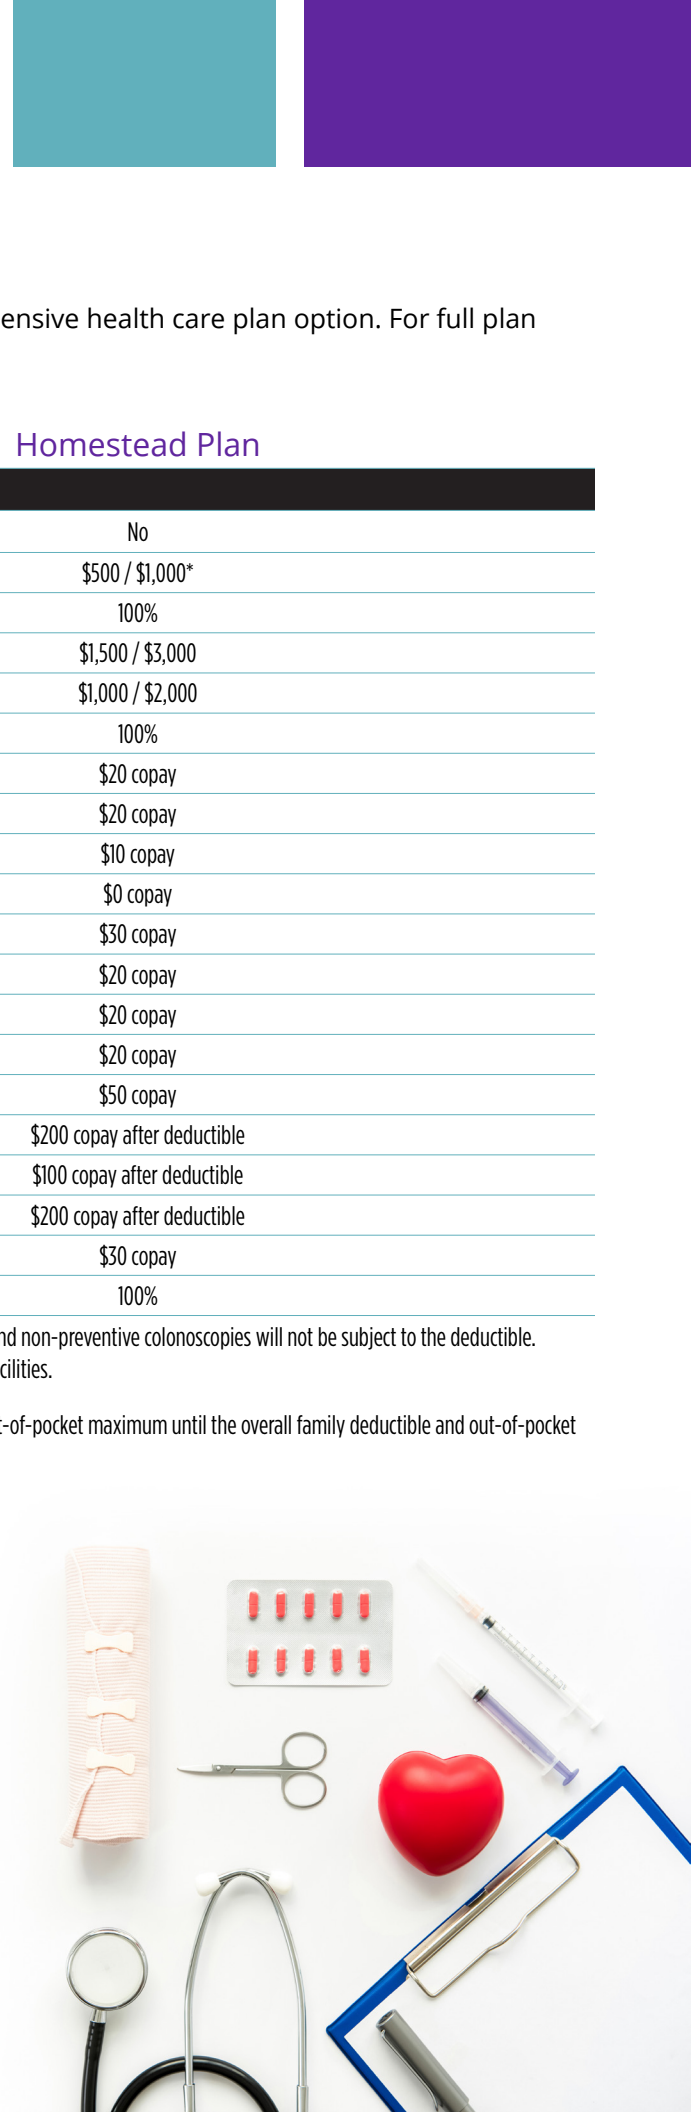 ensive health care plan option. For full plan
Homestead Plan
No
$500 / $1,000*
100%
$1,500 / $3,000
$1,000 / $2,000
100%
$20 copay
$20 copay
$10 copay
$0 copay
$30 copay
$20 copay
$20 copay
$20 copay
$50 copay
$200 copay after deductible
$100 copay after deductible
$200 copay after deductible
$30 copay
100%
nd non-preventive colonoscopies will not be subject to the deductible.
cilities.
t-of-pocket maximum until the overall family deductible and out-of-pocket